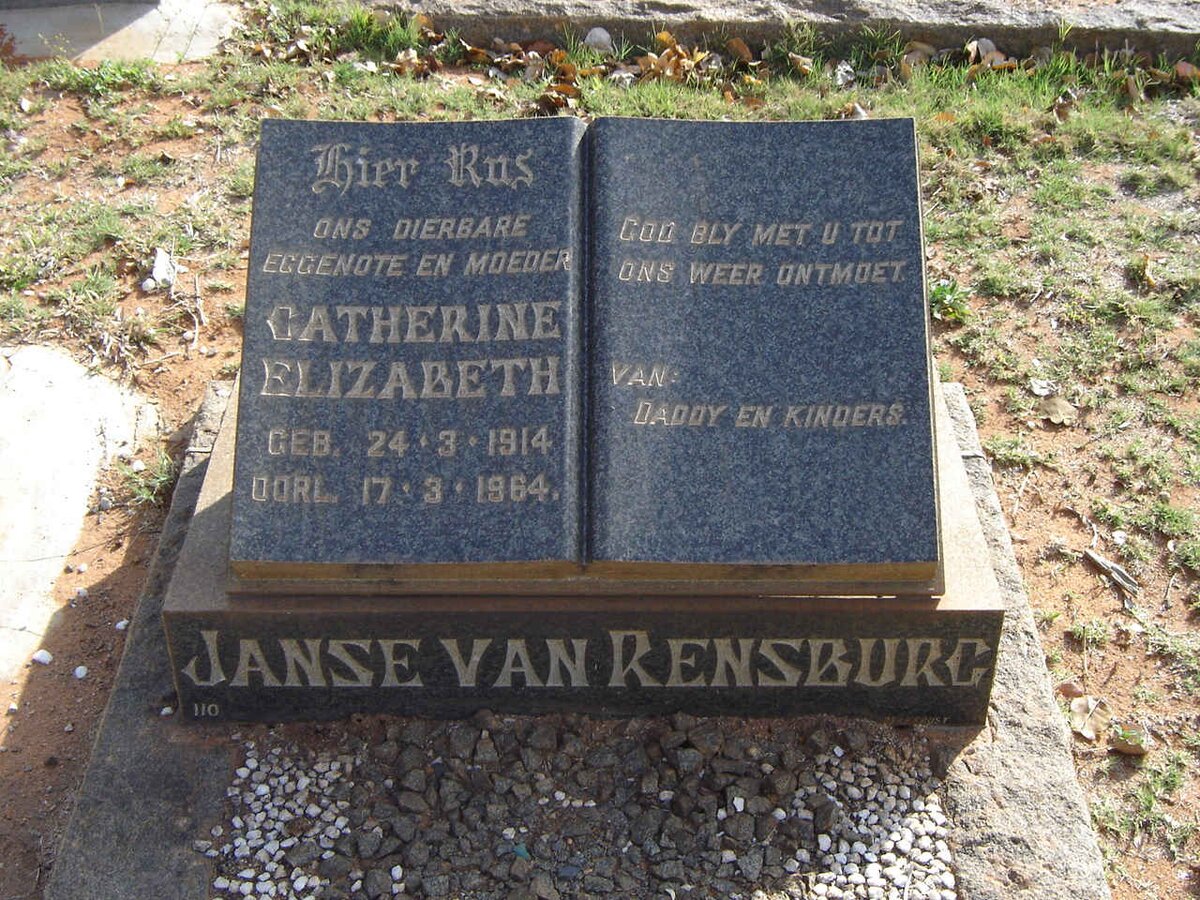 Hier Rus
ONS DIERBARE
EGGENOTE EN MOEDER
CATHERINE
ELIZABETH
GEB. 24·3·1914
OORL. 17·3·1964.
GOD BLY MET U TOT
ONS WEER ONTMOET.
VAN:
DADDY EN KINDERS.
JANSE VAN RENSBURG
110